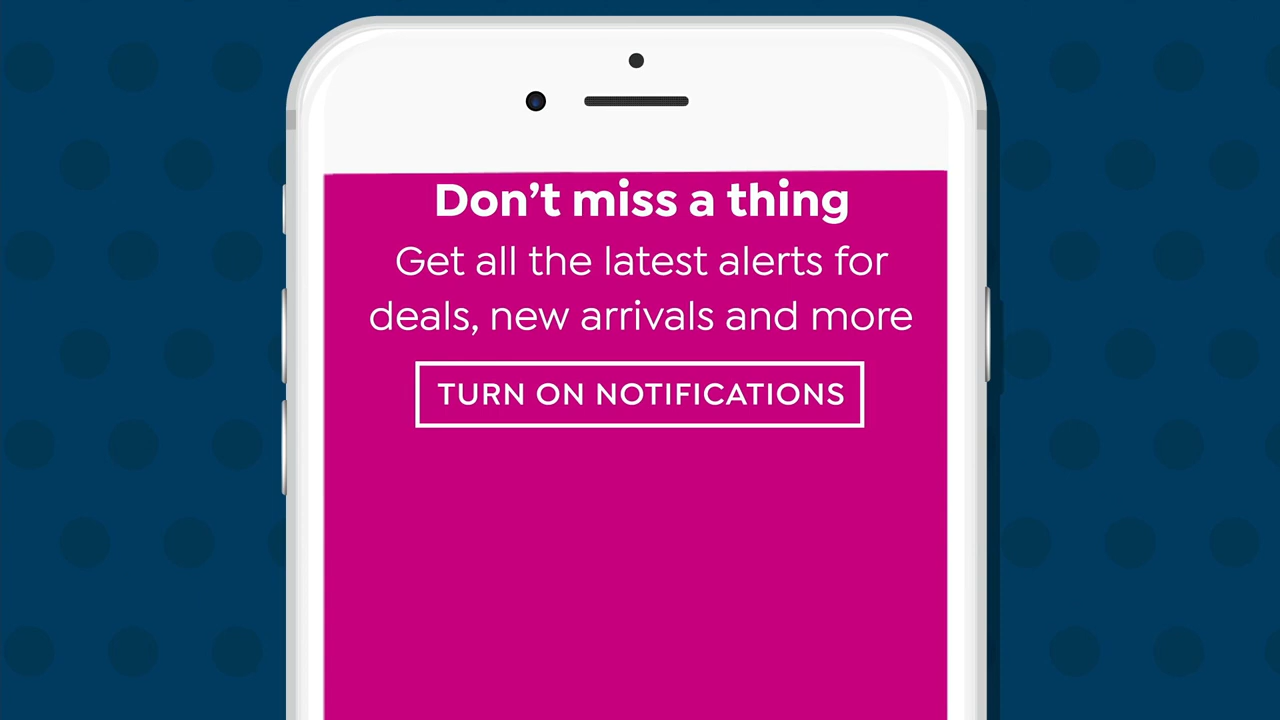 Don’t miss a thing
Get all the latest alerts for
deals, new arrivals and more
TURN ON NOTIFICATIONS